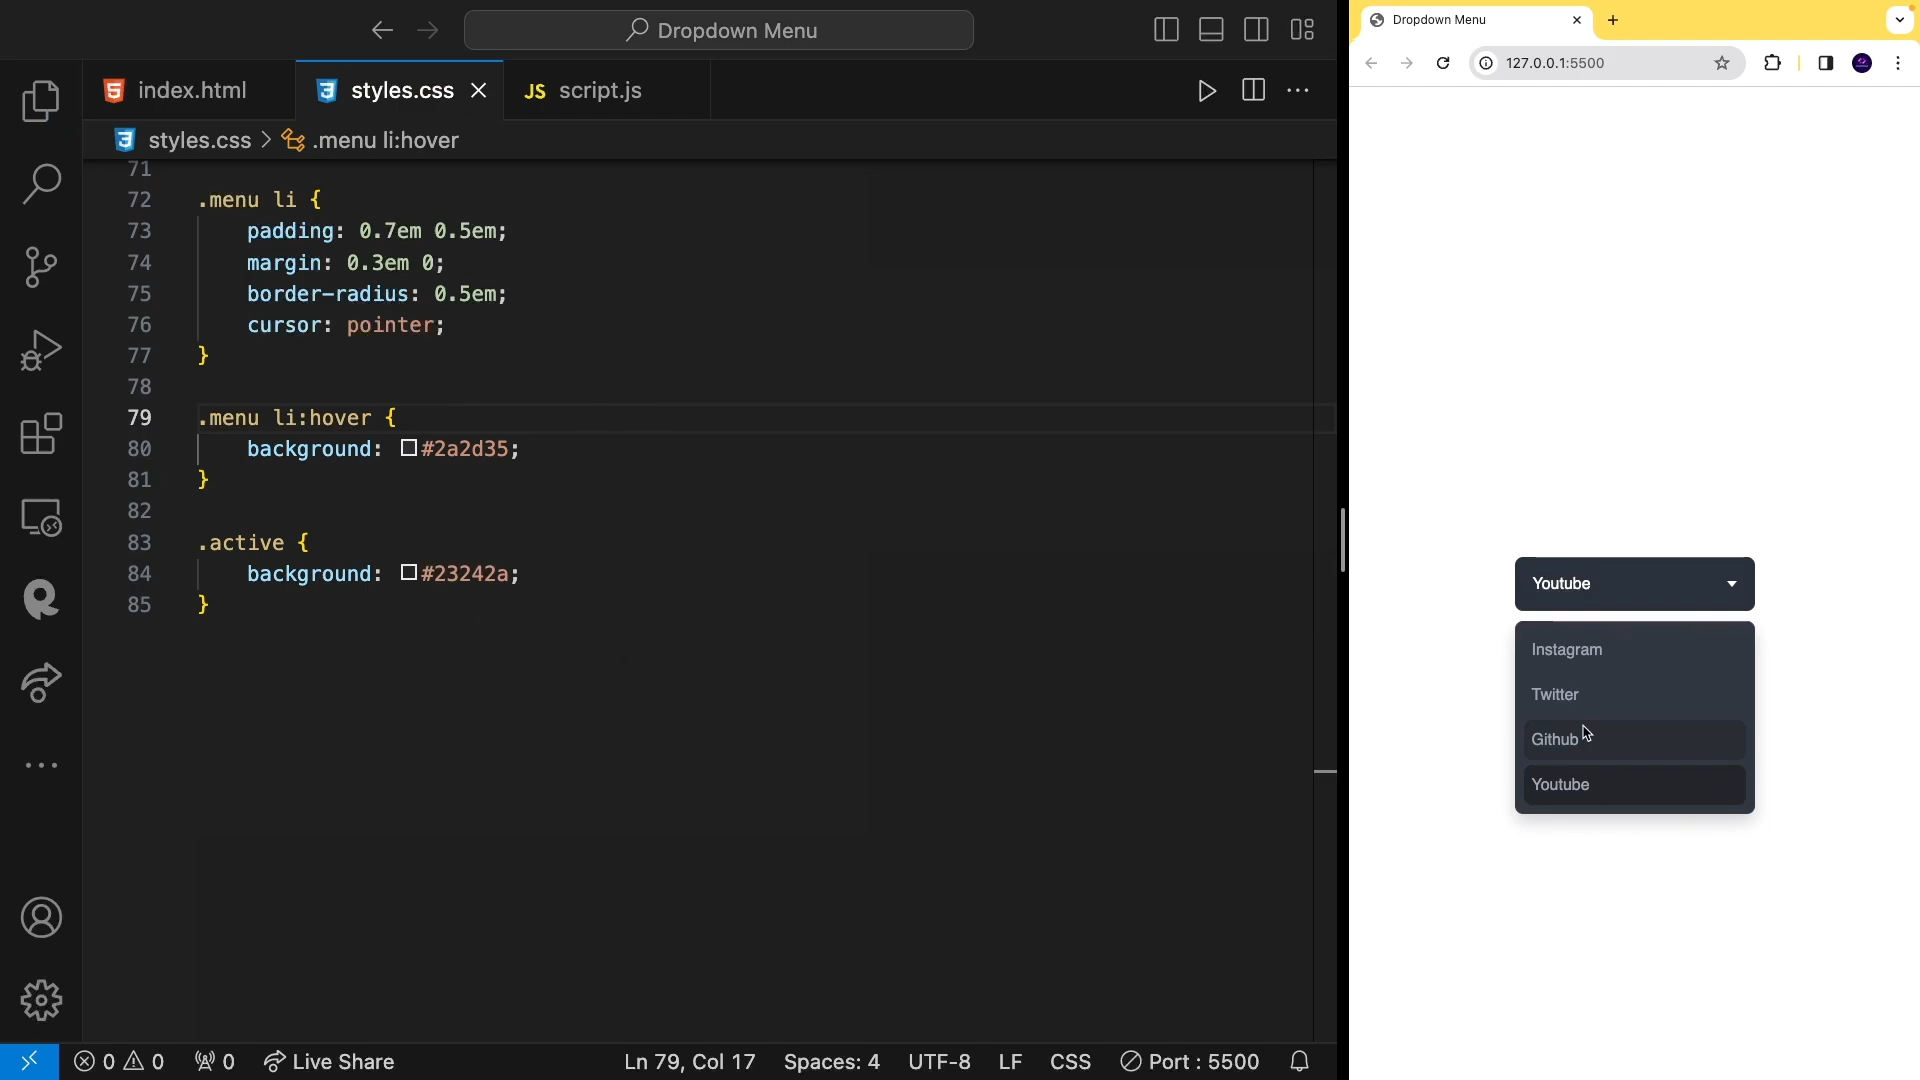 Dropdown Menu
index.html
styles.css
JS script.js
styles.css > .menu li:hover
71
72 .menu li {
73 padding: 0.7em 0.5em;
74 margin: 0.3em 0;
75 border-radius: 0.5em;
76 cursor: pointer;
77 }
78
79 .menu li:hover {
80 background: #2a2d35;
81 }
82
83 .active {
84 background: #23242a;
85 }
0 0
0
Live Share
Ln 79, Col 17
Spaces: 4
UTF-8
LF
CSS
Port : 5500
Dropdown Menu
127.0.0.1:5500
Youtube
Instagram
Twitter
Github
Youtube